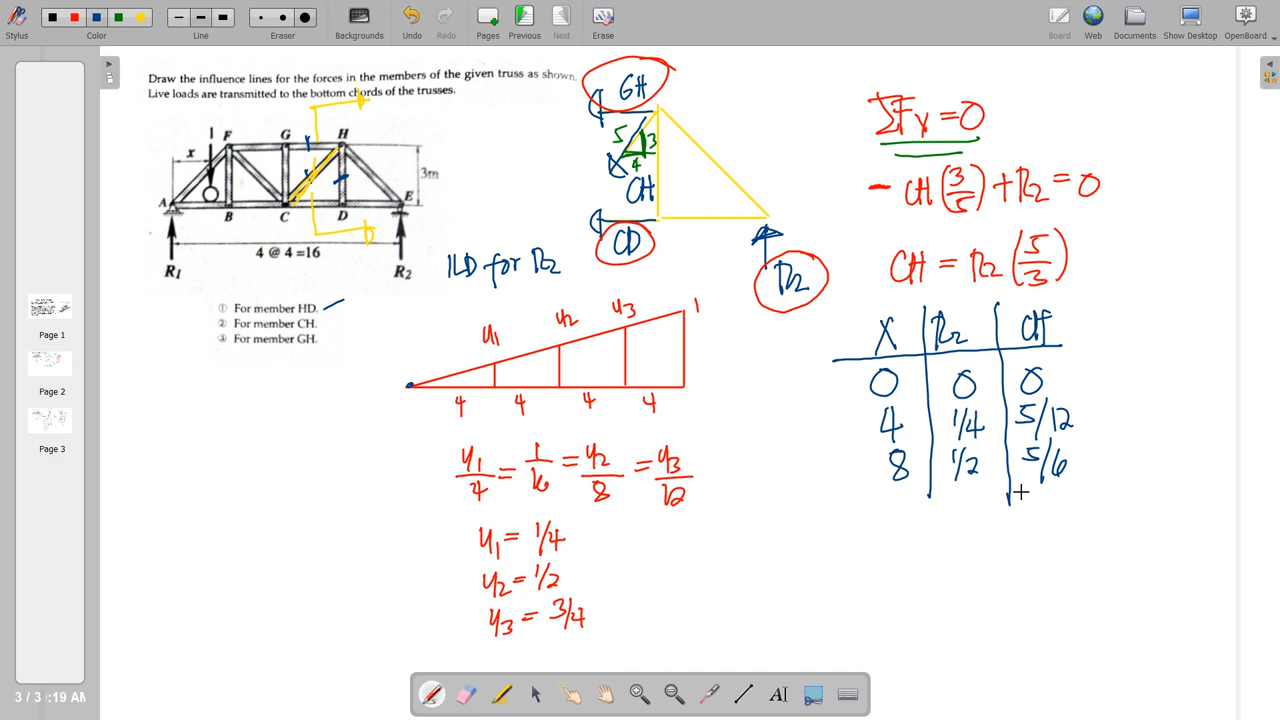 Stylus
Color
Line
Eraser
Backgrounds
Undo
Redo
Pages
Previous
Next
Erase
Board
Web
Documents
Show Desktop
OpenBoard
Page 1
Page 2
Page 3
Draw the influence lines for the forces in the members of the given truss as shown.
Live loads are transmitted to the bottom chords of the trusses.
1 F G H
x
3m
A B C D E
4 @ 4 =16
R1 R2
① For member HD.
② For member CH.
③ For member GH.
GH
5 3
4
CH
CD
R2
ILD for R2
y1 y2 y3 1
4 4 4 4
y1/4 = 1/16 = y2/8 = y3/12
y1 = 1/4
y2 = 1/2
y3 = 3/4
ΣFy = 0
- CH (3/5) + R2 = 0
CH = R2 (5/3)
X R2 CH
0 0 0
4 1/4 5/12
8 1/2 5/6